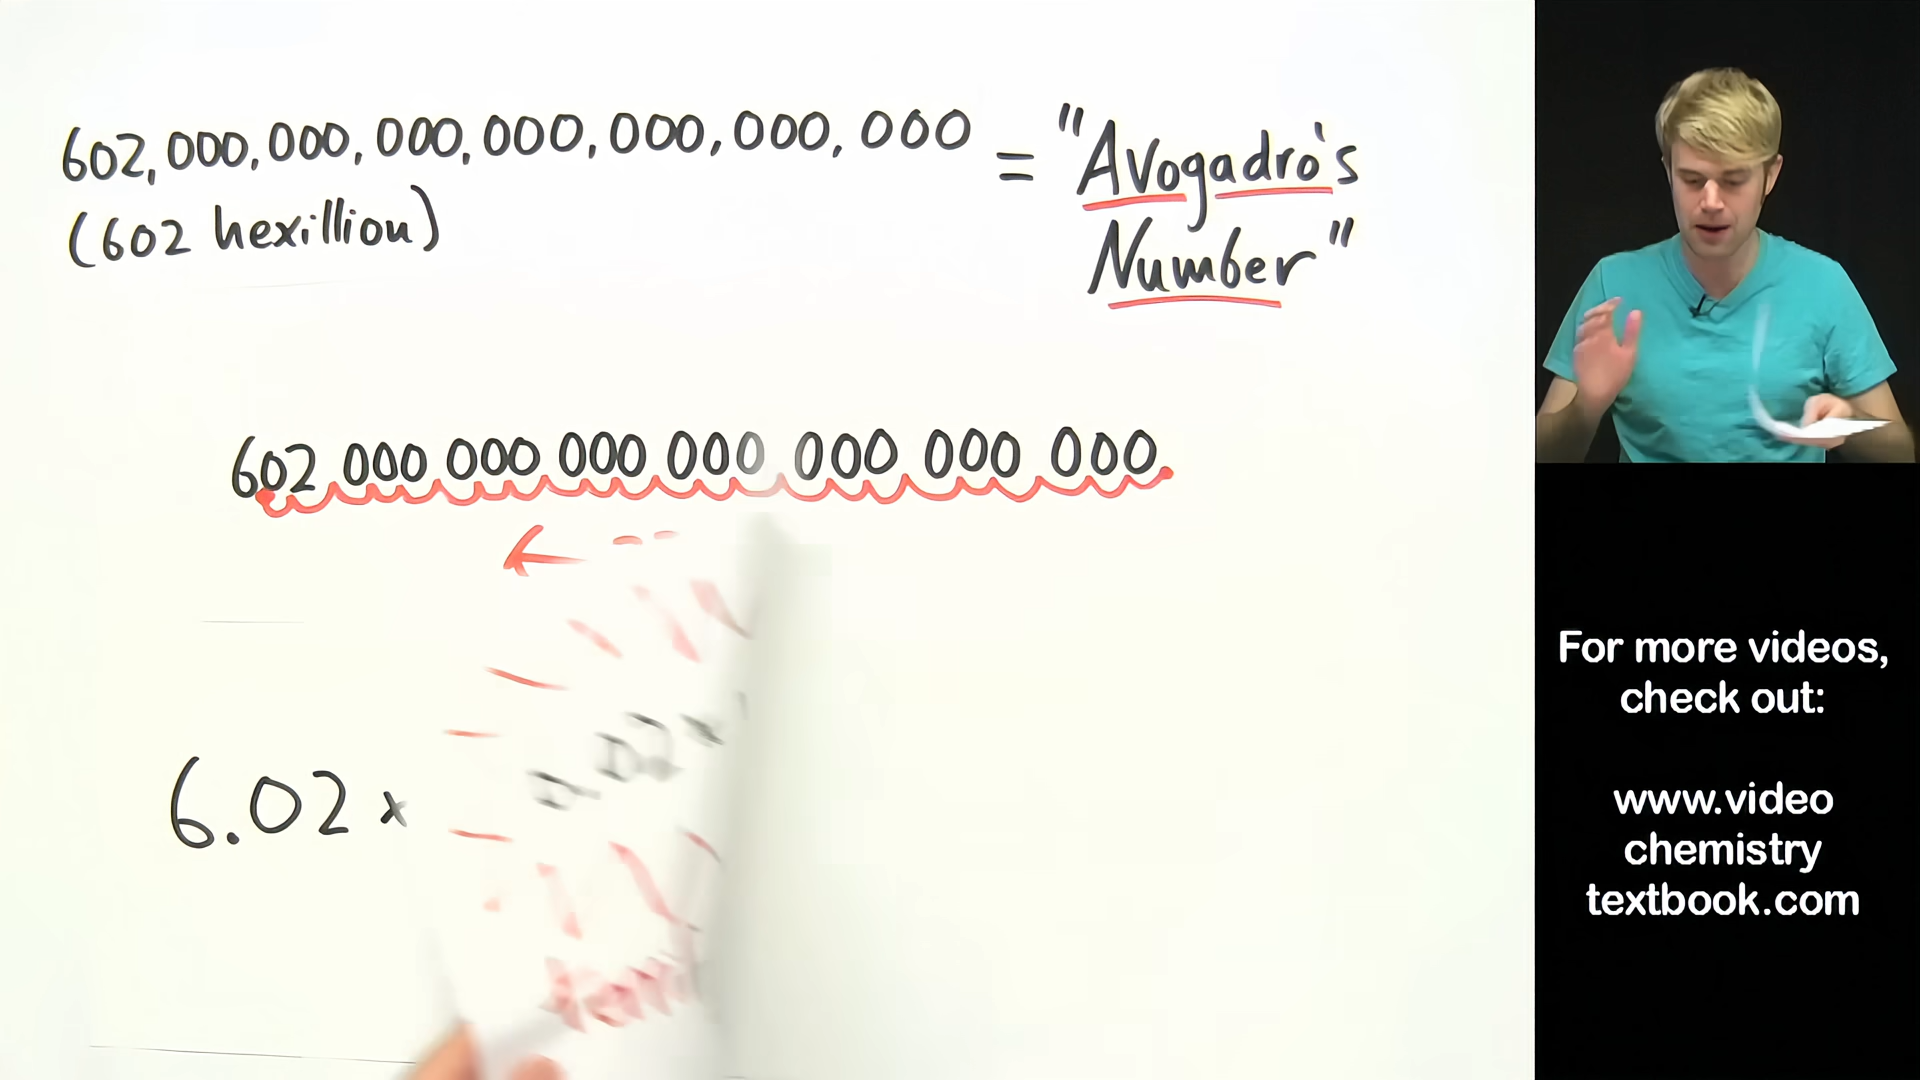 602,000,000,000,000,000,000,000 = "Avogadro's
(602 hexillion)
Number"
602 000 000 000 000 000 000 000.
6.02 x
For more videos,
check out:
www.video
chemistry
textbook.com